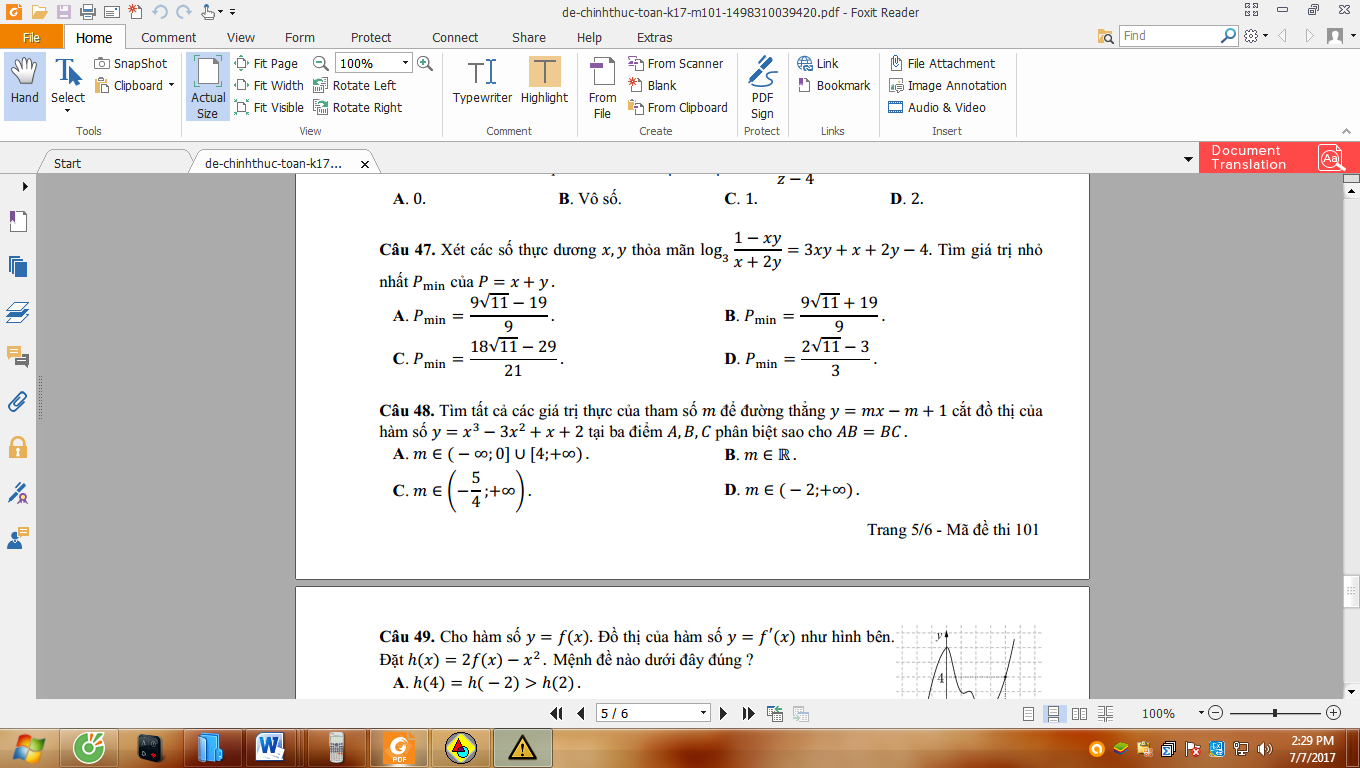 de-chinhthuc-toan-k17-m101-1498310039420.pdf - Foxit Reader
File Home Comment View Form Protect Connect Share Help Extras Find
Hand
Select
SnapShot
Clipboard
Tools
Actual Size
Fit Page
Fit Width
Fit Visible
100%
Rotate Left
Rotate Right
View
Typewriter
Highlight
Comment
From File
From Scanner
Blank
From Clipboard
Create
PDF Sign
Protect
Link
Bookmark
Links
File Attachment
Image Annotation
Audio & Video
Insert
Start
de-chinhthuc-toan-k17... x
Document Translation
z − 4
A. 0. B. Vô số. C. 1. D. 2.
Câu 47. Xét các số thực dương x, y thỏa mãn log₃ (1 − xy)/(x + 2y) = 3xy + x + 2y − 4. Tìm giá trị nhỏ
nhất Pmin của P = x + y.
A. Pmin = (9√11 − 19)/9. B. Pmin = (9√11 + 19)/9.
C. Pmin = (18√11 − 29)/21. D. Pmin = (2√11 − 3)/3.
Câu 48. Tìm tất cả các giá trị thực của tham số m để đường thẳng y = mx − m + 1 cắt đồ thị của
hàm số y = x³ − 3x² + x + 2 tại ba điểm A, B, C phân biệt sao cho AB = BC.
A. m ∈ (− ∞; 0] ∪ [4; +∞). B. m ∈ ℝ.
C. m ∈ (−5/4; +∞). D. m ∈ (− 2; +∞).
Trang 5/6 - Mã đề thi 101
Câu 49. Cho hàm số y = f(x). Đồ thị của hàm số y = f′(x) như hình bên.
Đặt h(x) = 2f(x) − x². Mệnh đề nào dưới đây đúng ?
A. h(4) = h(− 2) > h(2).
y
4
5 / 6
100%
PDF
2:29 PM
7/7/2017